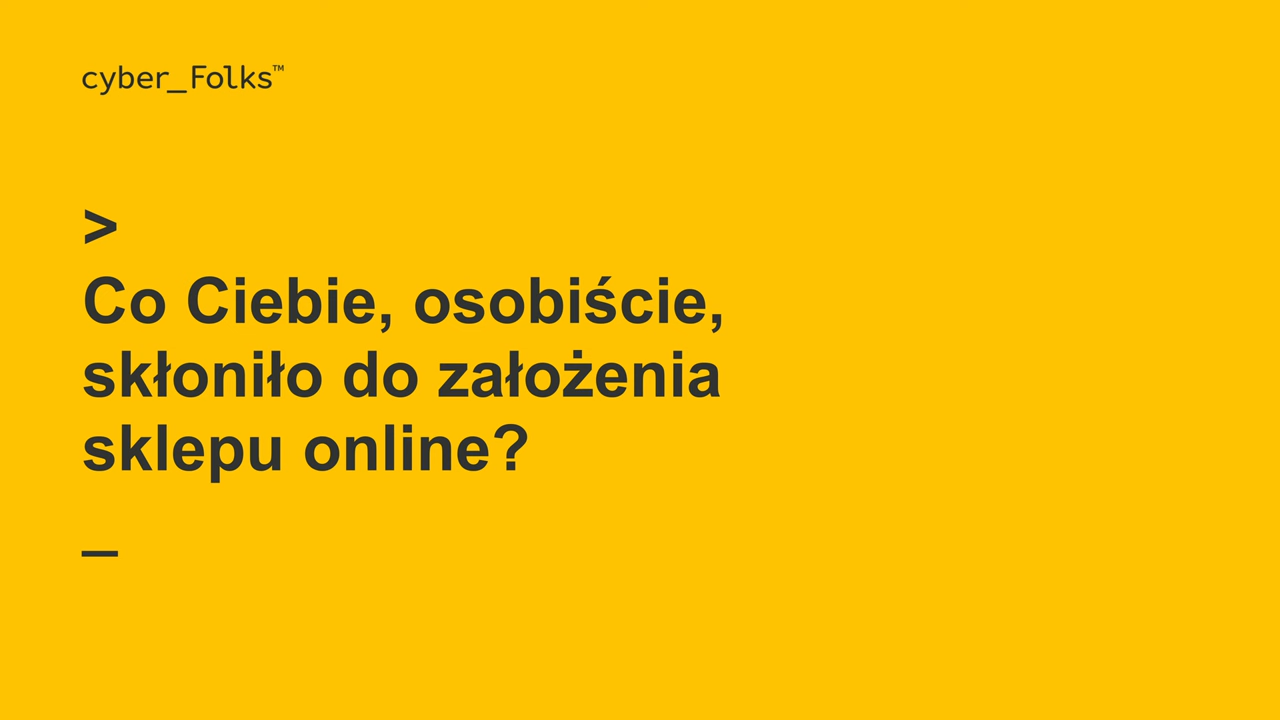 cyber_Folks™
>
Co Ciebie, osobiście,
skłoniło do założenia
sklepu online?
_